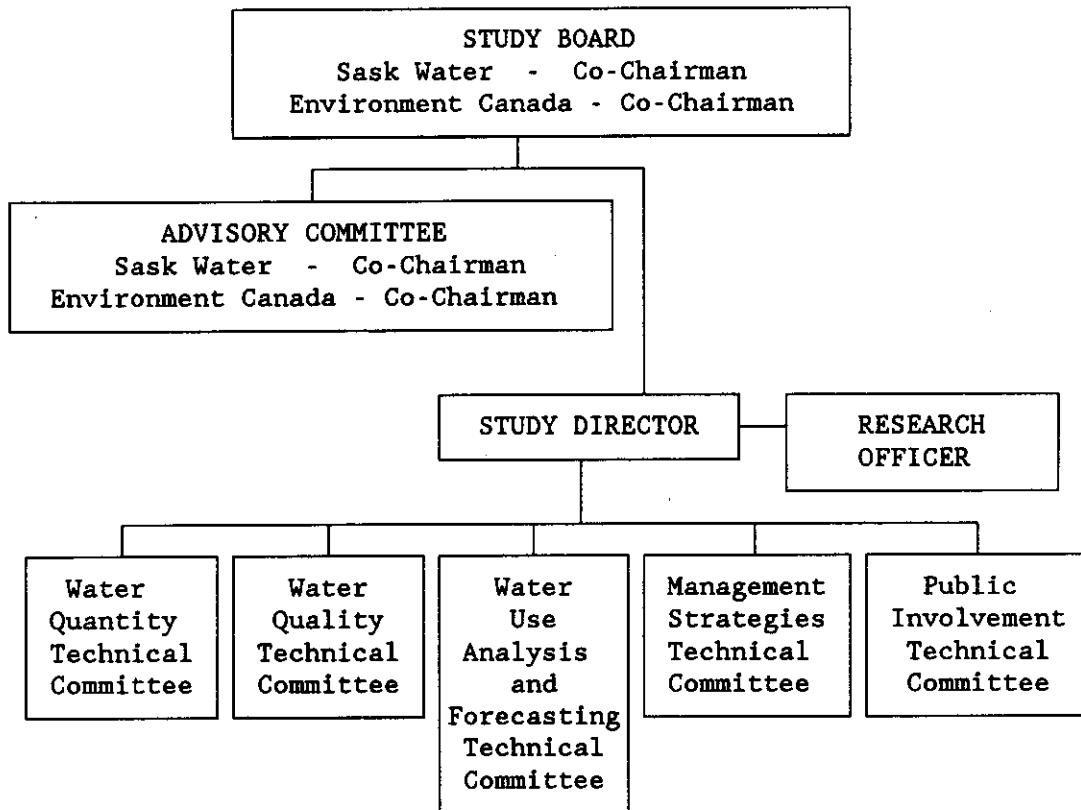 STUDY BOARD
Sask Water - Co-Chairman
Environment Canada - Co-Chairman
ADVISORY COMMITTEE
Sask Water - Co-Chairman
Environment Canada - Co-Chairman
STUDY DIRECTOR
RESEARCH
OFFICER
Water
Quantity
Technical
Committee
Water
Quality
Technical
Committee
Water
Use
Analysis
and
Forecasting
Technical
Committee
Management
Strategies
Technical
Committee
Public
Involvement
Technical
Committee